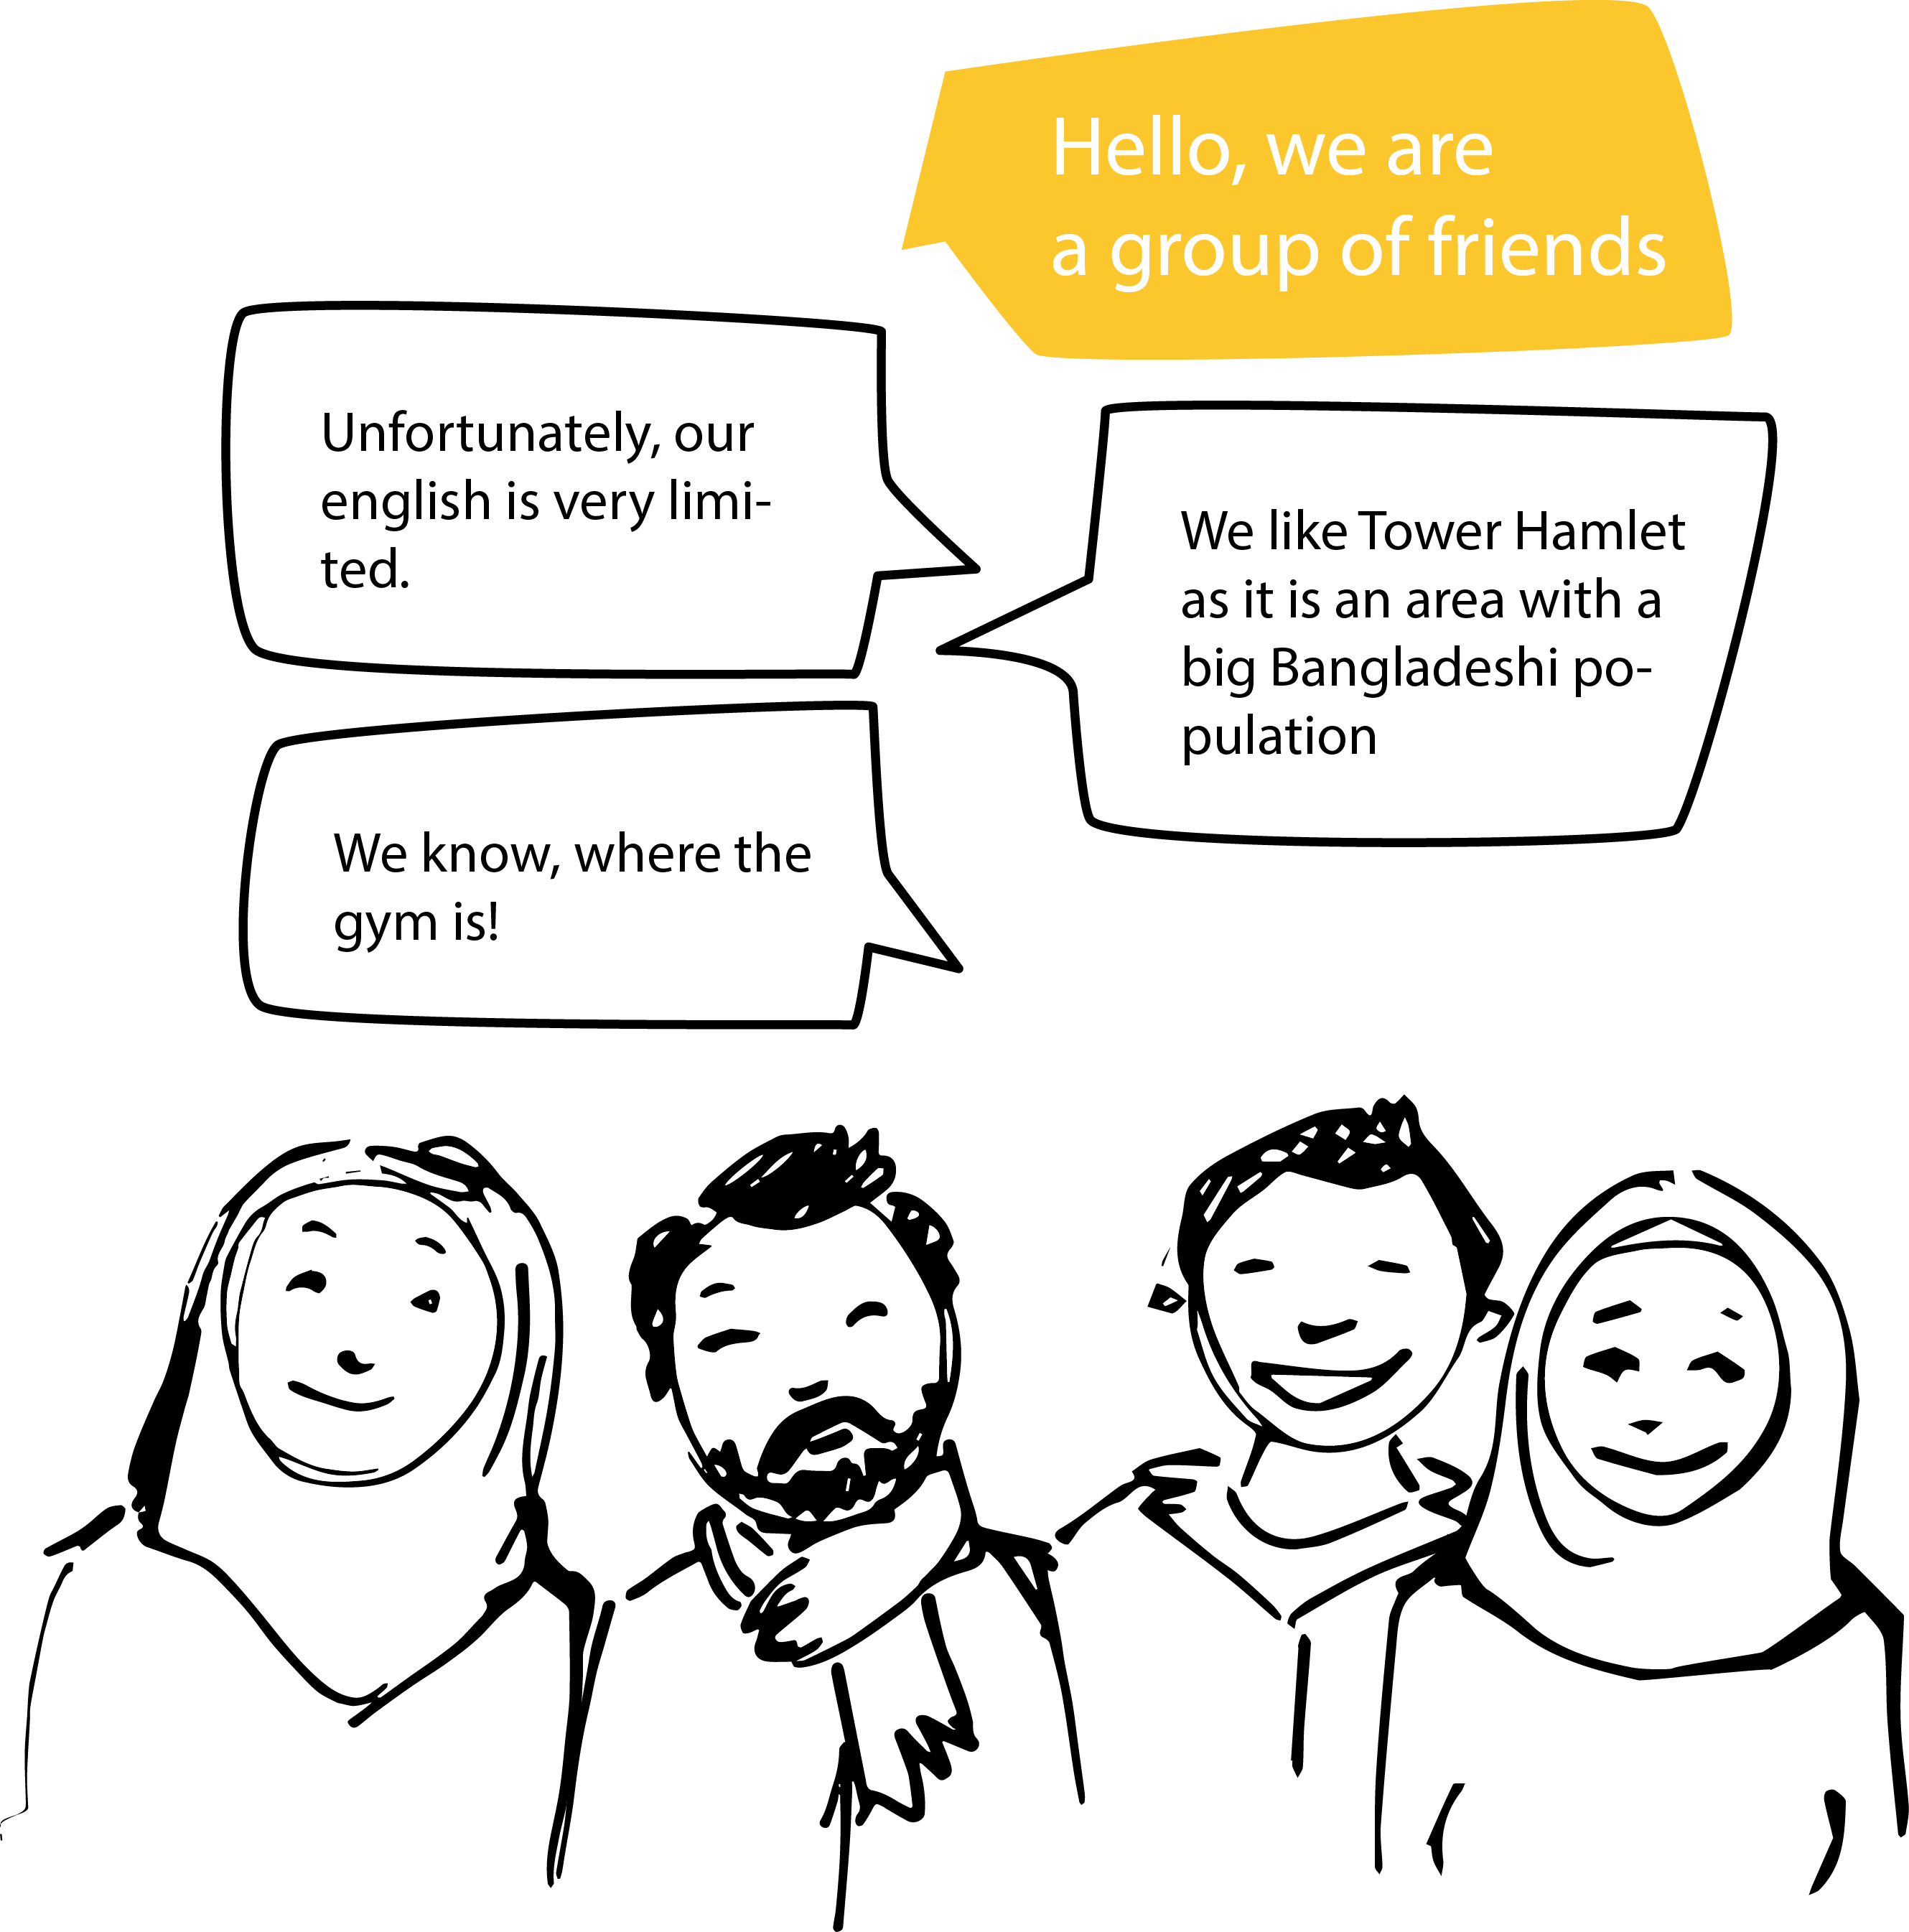 Hello, we are
a group of friends
Unfortunately, our
english is very limi-
ted.
We like Tower Hamlet
as it is an area with a
big Bangladeshi po-
pulation
We know, where the
gym is!